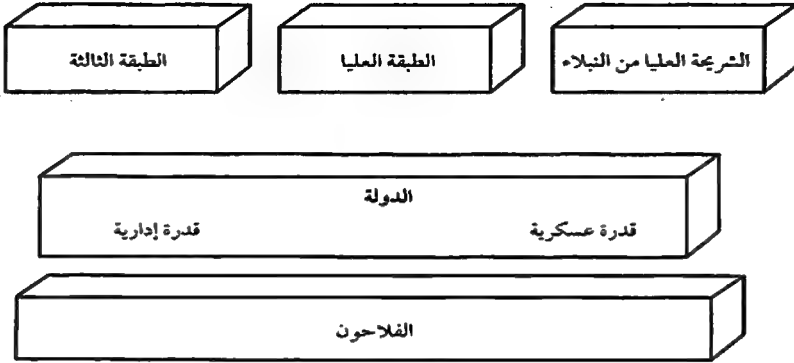 الشريحة العليا من النبلاء
الطبقة العليا
الطبقة الثالثة
الدولة
قدرة عسكرية
قدرة إدارية
الفلاحون